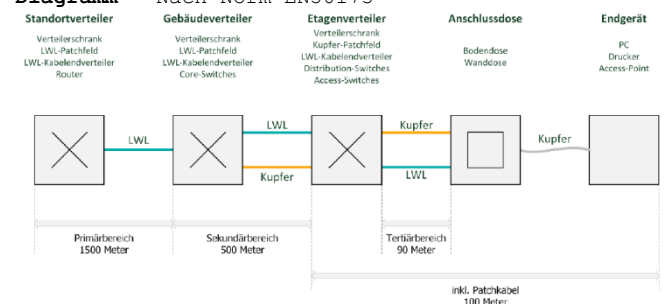 Diagramm Nach Norm EN50173
Standortverteiler
Verteilerschrank
LWL-Patchfeld
LWL-Kabelendverteiler
Router
Gebäudeverteiler
Verteilerschrank
LWL-Patchfeld
LWL-Kabelendverteiler
Core-Switches
Etagenverteiler
Verteilerschrank
Kupfer-Patchfeld
LWL-Kabelendverteiler
Distribution-Switches
Access-Switches
Anschlussdose
Bodendose
Wanddose
Endgerät
PC
Drucker
Access-Point
LWL
LWL
Kupfer
Kupfer
LWL
Kupfer
Primärbereich
1500 Meter
Sekundärbereich
500 Meter
Tertiärbereich
90 Meter
inkl. Patchkabel
100 Meter